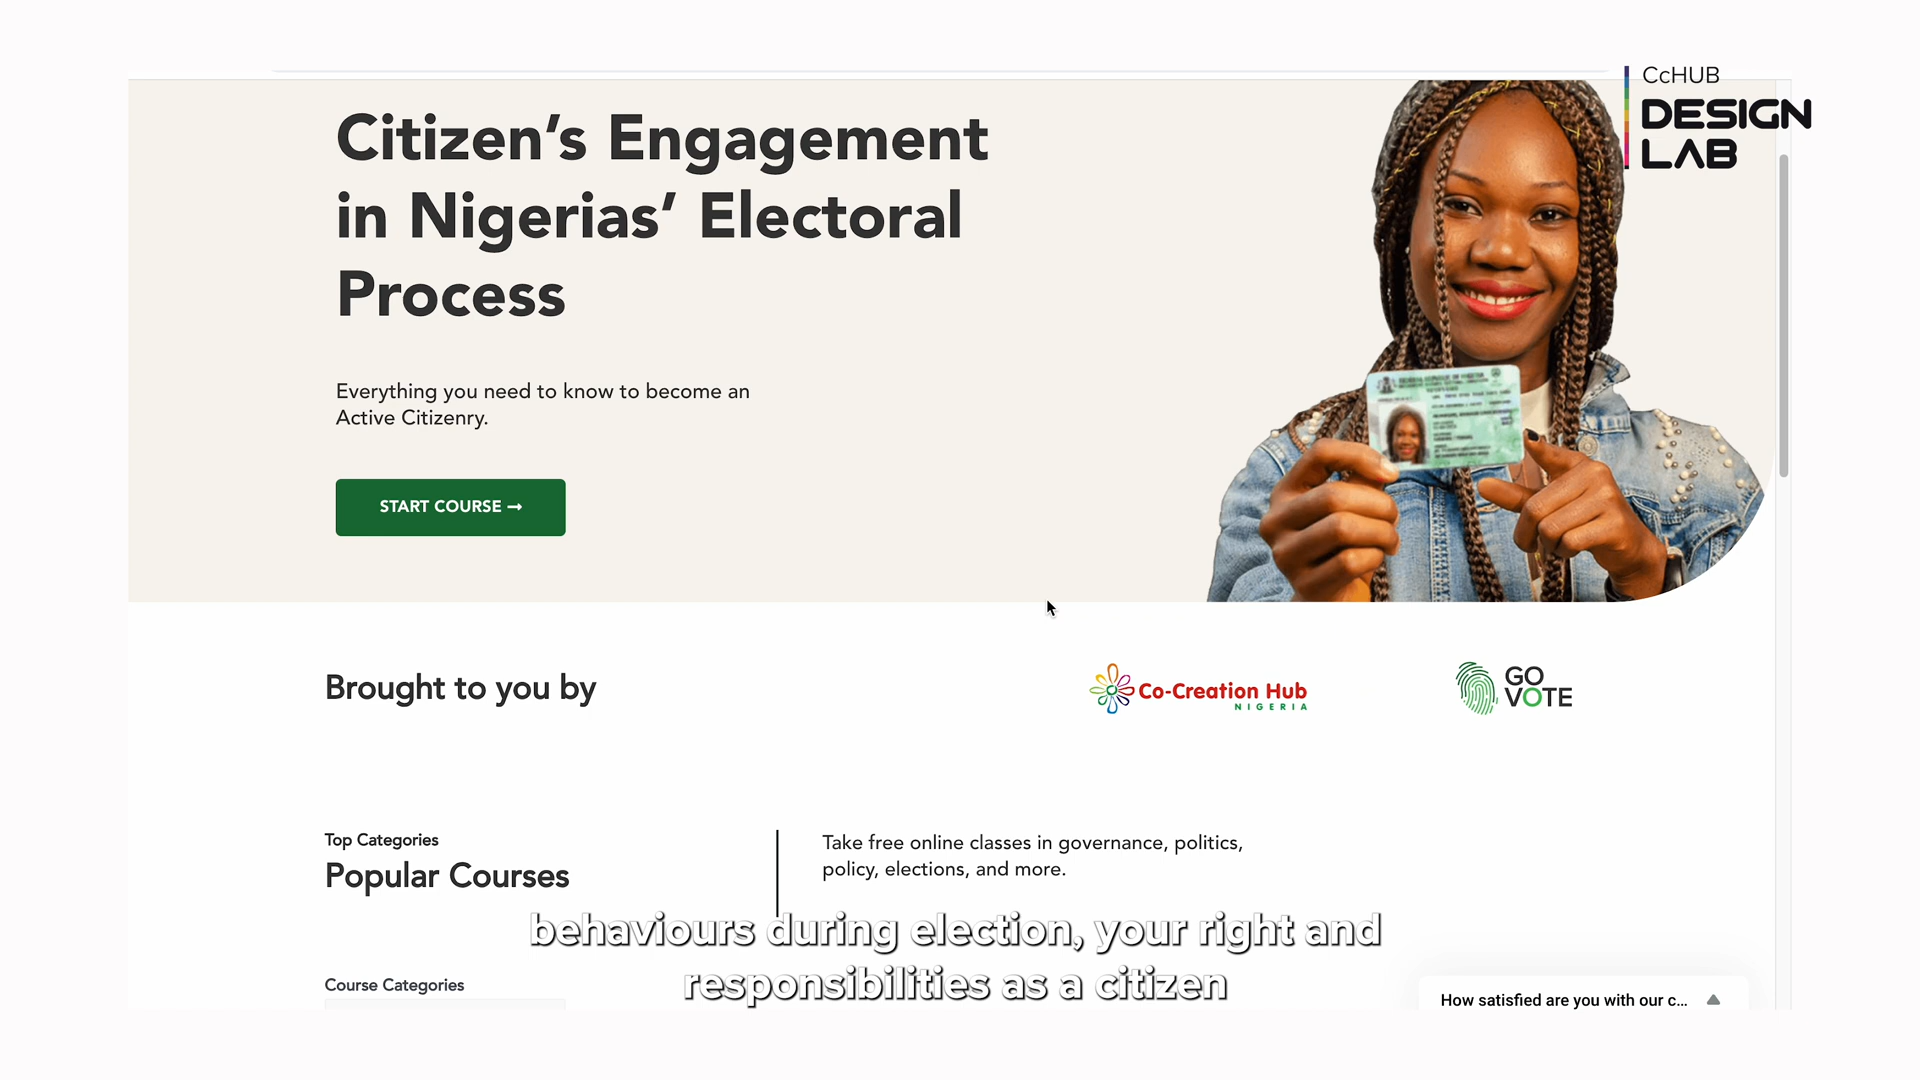 CcHUB
DESIGN
LAB
Citizen’s Engagement
in Nigerias’ Electoral
Process
Everything you need to know to become an
Active Citizenry.
START COURSE →
Brought to you by
Co-Creation Hub
NIGERIA
GO
VOTE
Top Categories
Popular Courses
Take free online classes in governance, politics,
policy, elections, and more.
behaviours during election, your right and
responsibilities as a citizen
Course Categories
How satisfied are you with our c...